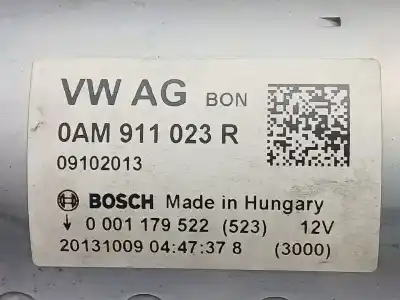 VW AG BON
0AM 911 023 R
09102013
BOSCH Made in Hungary
↓ 0 001 179 522 (523) 12V
20131009 04:47:37 8 (3000)